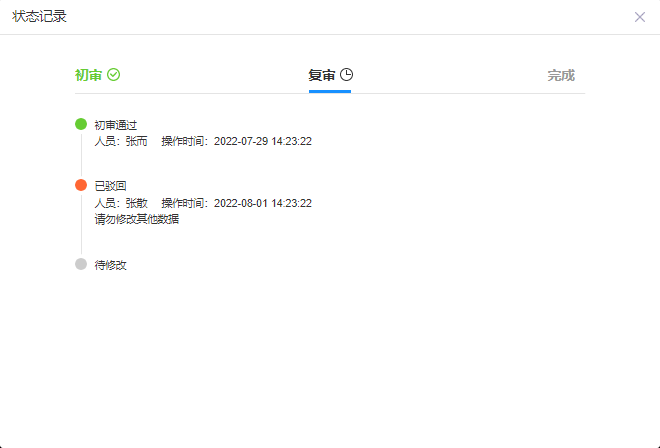 状态记录
初审 复审 完成
初审通过
人员：张而 操作时间：2022-07-29 14:23:22
已驳回
人员：张散 操作时间：2022-08-01 14:23:22
请勿修改其他数据
待修改